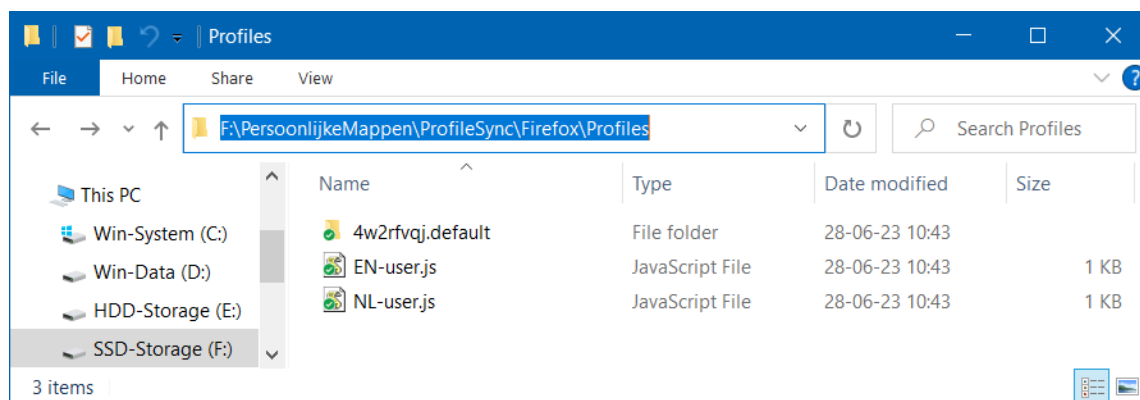 Profiles
File Home Share View
F:\PersoonlijkeMappen\ProfileSync\Firefox\Profiles Search Profiles
Name Type Date modified Size
This PC
Win-System (C:) 4w2rfvqj.default File folder 28-06-23 10:43
Win-Data (D:) EN-user.js JavaScript File 28-06-23 10:43 1 KB
HDD-Storage (E:) NL-user.js JavaScript File 28-06-23 10:43 1 KB
SSD-Storage (F:)
3 items